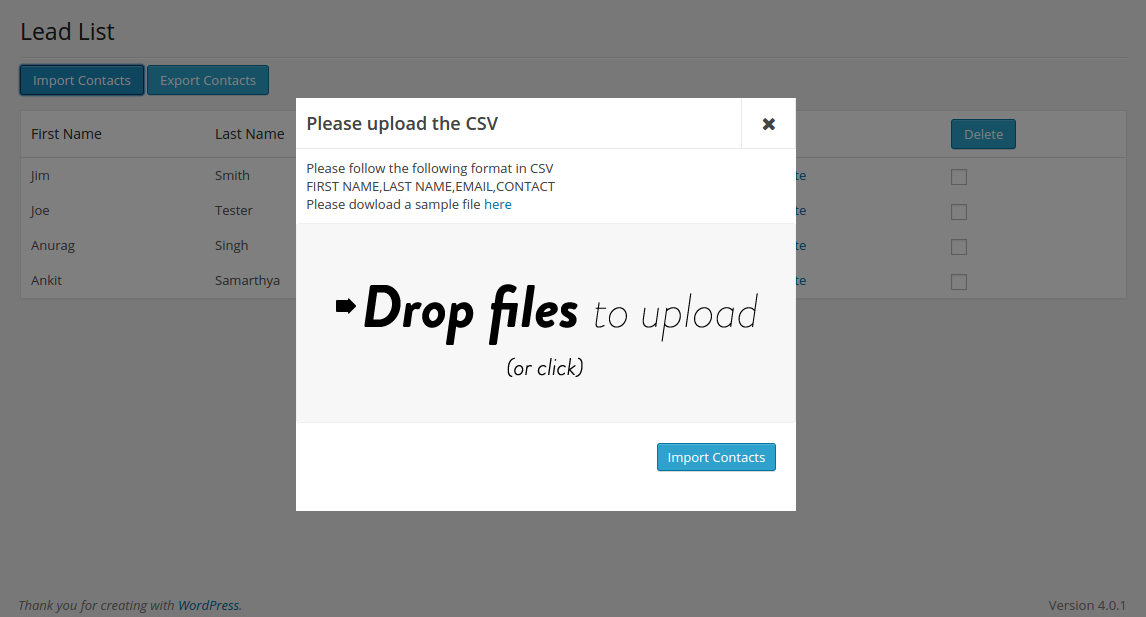 Lead List
Import Contacts Export Contacts
First Name Last Name Delete
Jim Smith te
Joe Tester te
Anurag Singh te
Ankit Samarthya te
Please upload the CSV
Please follow the following format in CSV
FIRST NAME,LAST NAME,EMAIL,CONTACT
Please dowload a sample file here
Drop files to upload
(or click)
Import Contacts
Thank you for creating with WordPress. Version 4.0.1